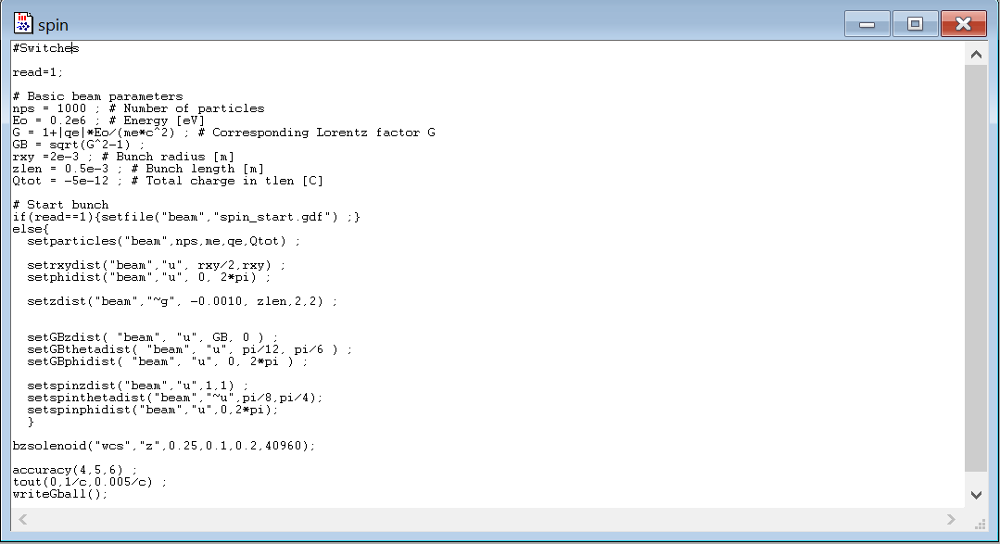 spin
#Switches
read=1;
# Basic beam parameters
nps = 1000 ; # Number of particles
Eo = 0.2e6 ; # Energy [eV]
G = 1+|qe|*Eo/(me*c^2) ; # Corresponding Lorentz factor G
GB = sqrt(G^2-1) ;
rxy =2e-3 ; # Bunch radius [m]
zlen = 0.5e-3 ; # Bunch length [m]
Qtot = -5e-12 ; # Total charge in tlen [C]
# Start bunch
if(read==1){setfile("beam","spin_start.gdf") ;}
else{
setparticles("beam",nps,me,qe,Qtot) ;
setrxydist("beam","u", rxy/2,rxy) ;
setphidist("beam","u", 0, 2*pi) ;
setzdist("beam","~g", -0.0010, zlen,2,2) ;
setGBzdist( "beam", "u", GB, 0 ) ;
setGBthetadist( "beam", "u", pi/12, pi/6 ) ;
setGBphidist( "beam", "u", 0, 2*pi ) ;
setspinzdist("beam","u",1,1) ;
setspinthetadist("beam","~u",pi/8,pi/4);
setspinphidist("beam","u",0,2*pi);
}
bzsolenoid("wcs","z",0.25,0.1,0.2,40960);
accuracy(4,5,6) ;
tout(0,1/c,0.005/c) ;
writeGball();